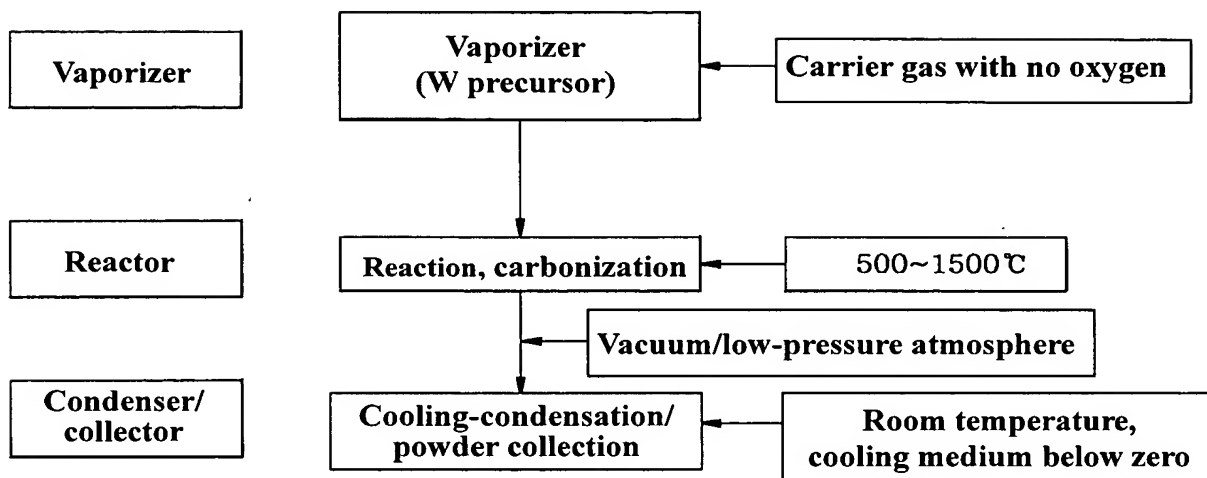 Vaporizer
Vaporizer
(W precursor)
Carrier gas with no oxygen
Reactor
Reaction, carbonization
500~1500℃
Vacuum/low-pressure atmosphere
Condenser/
collector
Cooling-condensation/
powder collection
Room temperature,
cooling medium below zero